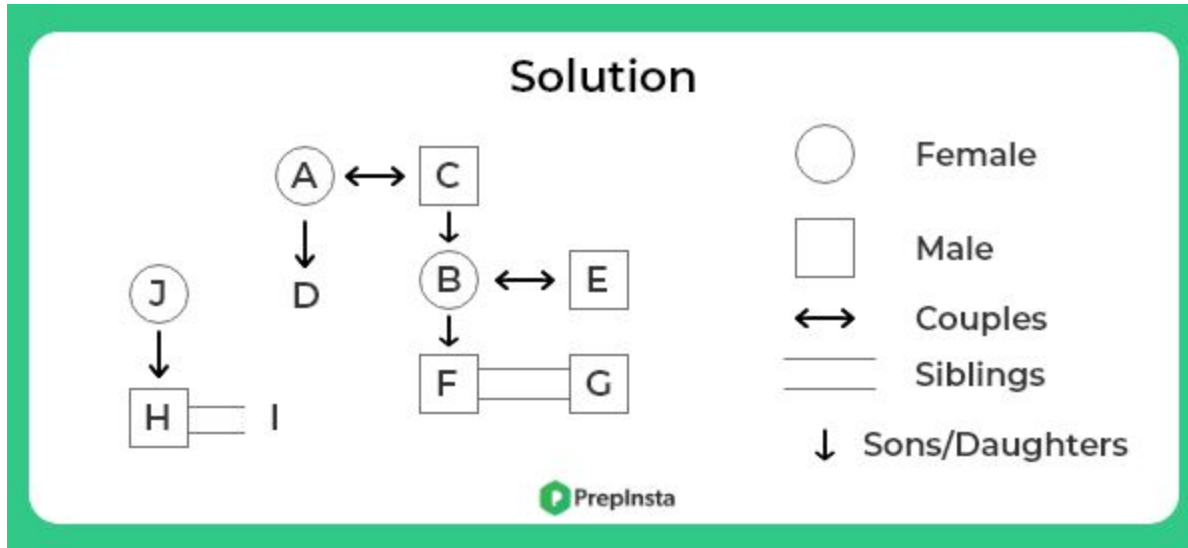 Solution
A C Female
Male
J D B E
Couples
F G Siblings
H I
Sons/Daughters
PrepInsta